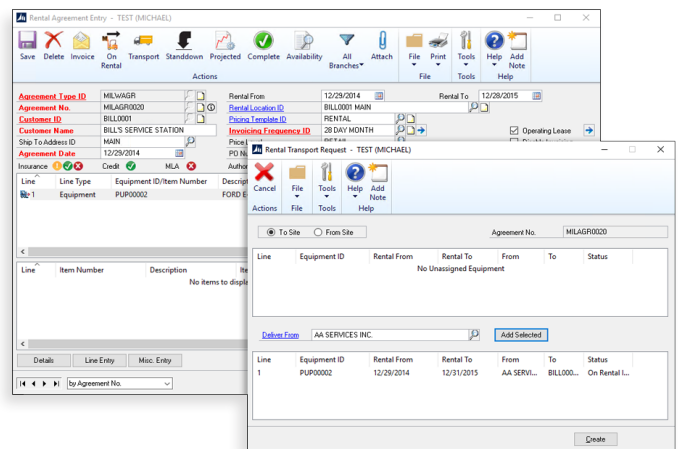 Rental Agreement Entry - TEST (MICHAEL)
Save Delete Invoice On Rental Transport Standdown Projected Complete Availability All Branches Attach File Print Tools Help Add Note
Actions File Tools Help
Agreement Type ID MILWAGR Rental From 12/29/2014 Rental To 12/28/2015
Agreement No. MILAGR0020 Rental Location ID BILL0001 MAIN
Customer ID BILL0001 Pricing Template ID RENTAL
Customer Name BILL'S SERVICE STATION Invoicing Frequency ID 28 DAY MONTH Operating Lease
Ship To Address ID MAIN
Agreement Date 12/29/2014 PO Nu
Insurance Credit MLA Author
Line Line Type Equipment ID/Item Number Descript
1 Equipment PUP00002 FORD E
Line Item Number Description Ite
No items to displa
Details Line Entry Misc. Entry
by Agreement No.
Rental Transport Request - TEST (MICHAEL)
Cancel File Tools Help Add Note
Actions File Tools Help
To Site From Site Agreement No. MILAGR0020
Line Equipment ID Rental From Rental To From To Status
No Unassigned Equipment
Deliver From AA SERVICES INC. Add Selected
Line Equipment ID Rental From Rental To From To Status
1 PUP00002 12/29/2014 12/31/2015 AA SERVI... BILL000... On Rental I...
Create